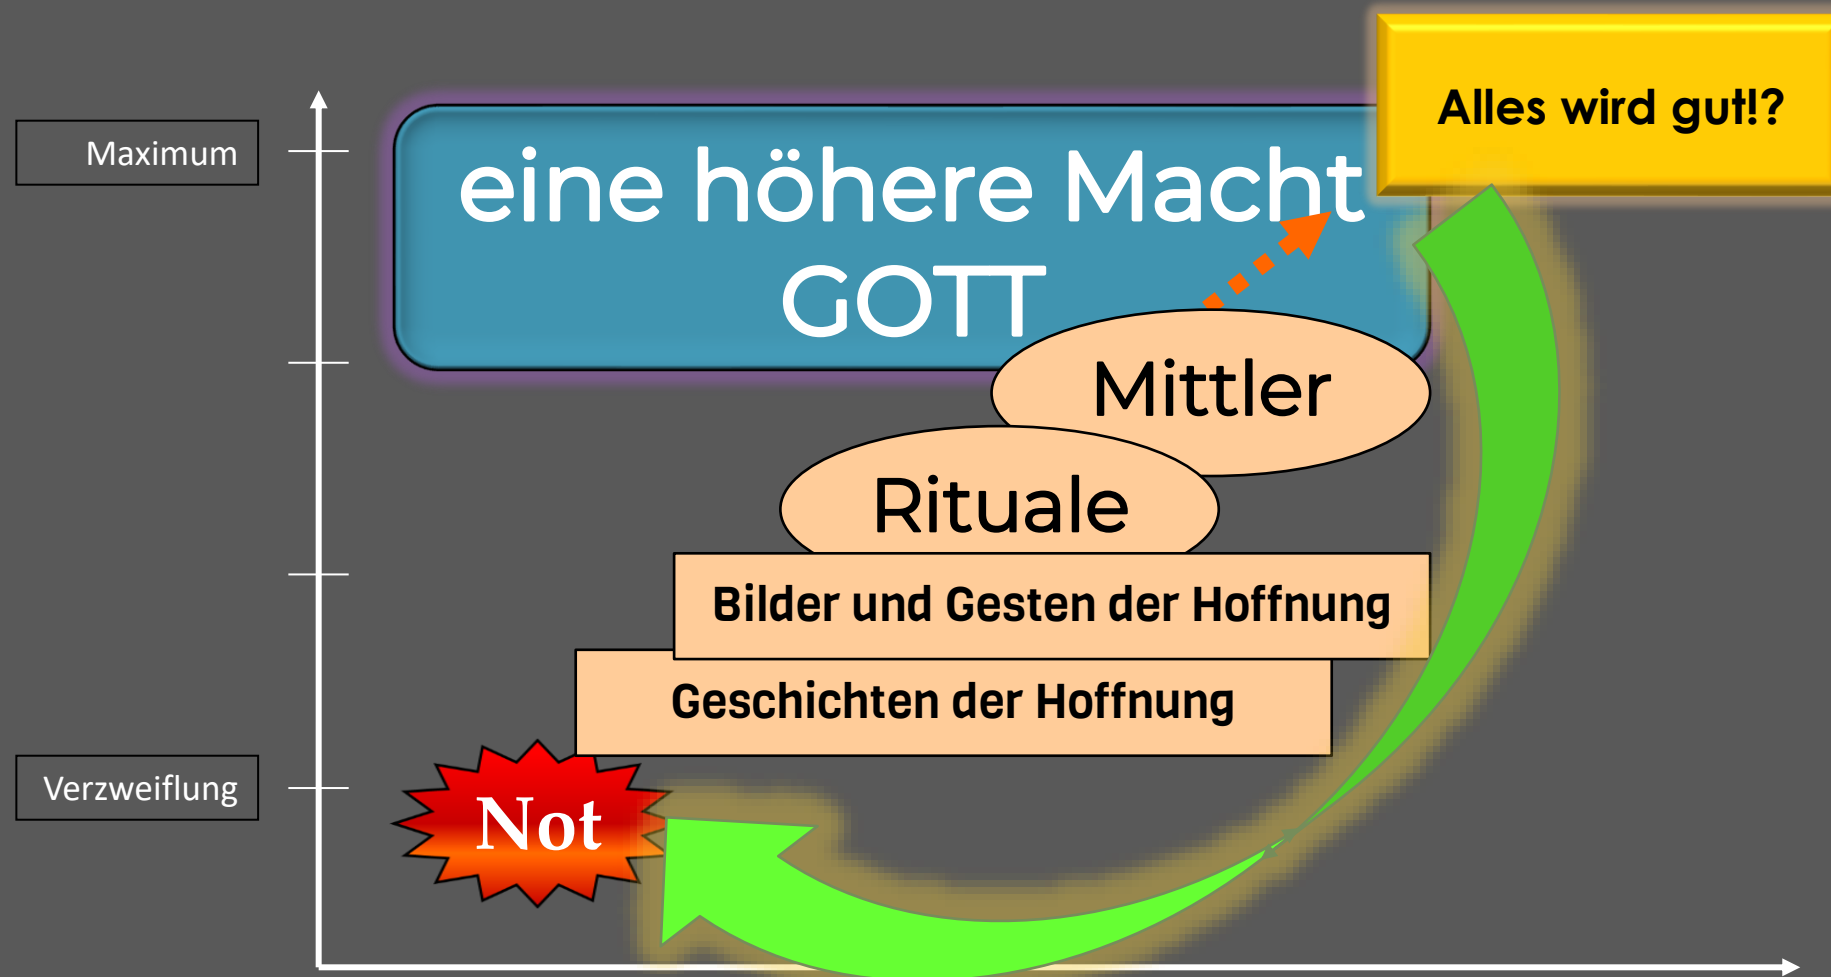 Alles wird gut!?
Maximum
eine höhere Macht
GOTT
Mittler
Rituale
Bilder und Gesten der Hoffnung
Geschichten der Hoffnung
Verzweiflung
Not